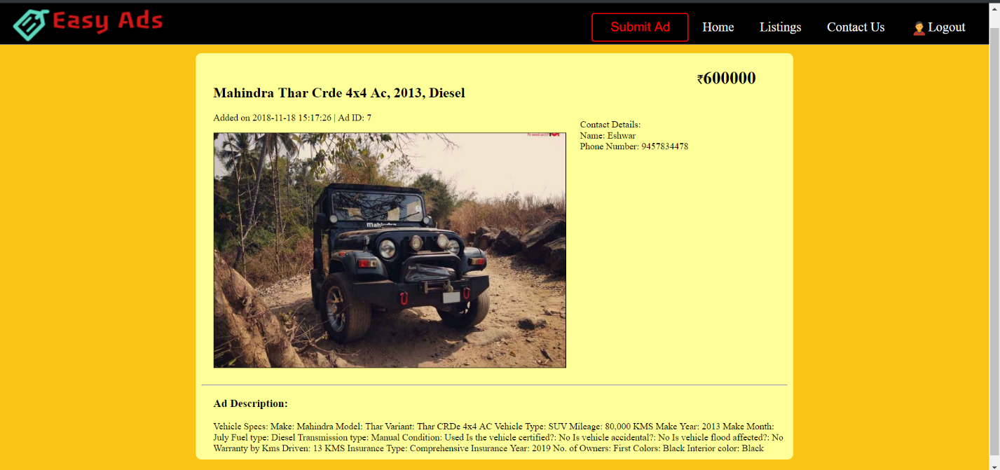 Easy Ads
Submit Ad
Home
Listings
Contact Us
Logout
₹600000
Mahindra Thar Crde 4x4 Ac, 2013, Diesel
Added on 2018-11-18 15:17:26 | Ad ID: 7
Contact Details:
Name: Eshwar
Phone Number: 9457834478
Mahindra
Ad Description:
Vehicle Specs: Make: Mahindra Model: Thar Variant: Thar CRDe 4x4 AC Vehicle Type: SUV Mileage: 80,000 KMS Make Year: 2013 Make Month:
July Fuel type: Diesel Transmission type: Manual Condition: Used Is the vehicle certified?: No Is vehicle accidental?: No Is vehicle flood affected?: No
Warranty by Kms Driven: 13 KMS Insurance Type: Comprehensive Insurance Year: 2019 No. of Owners: First Colors: Black Interior color: Black